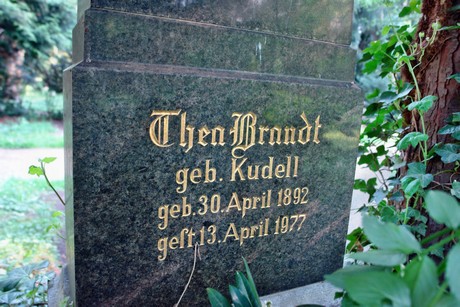 Thea Brandt
geb. Kudell
geb. 30. April 1892
gest. 13. April 1977